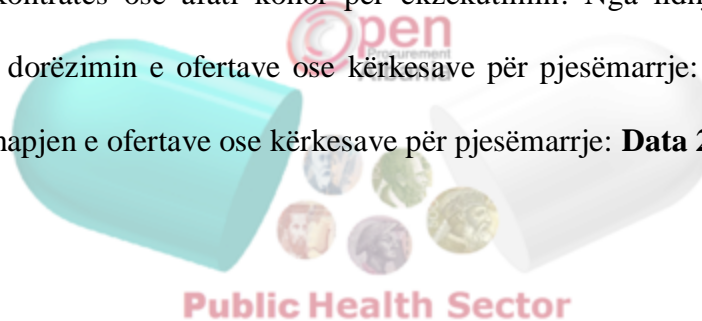 kontratës ose afati kohor për ekzekutimin: Nga
Open
Procurement
dorëzimin e ofertave ose kërkesave për pjesëmarrje:
Albania
hapjen e ofertave ose kërkesave për pjesëmarrje: Data 2
Public Health Sector